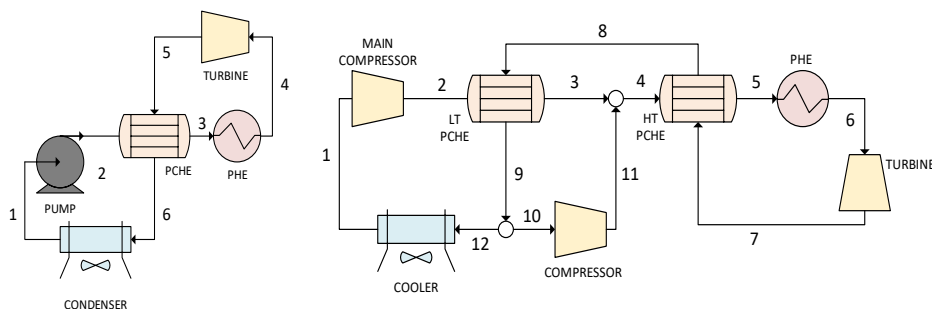 5
TURBINE
4
3
2
PCHE
PHE
1
PUMP
6
CONDENSER
MAIN
COMPRESSOR
8
PHE
2
3
4
5
LT
PCHE
HT
PCHE
6
1
9
11
TURBINE
10
12
7
COOLER
COMPRESSOR